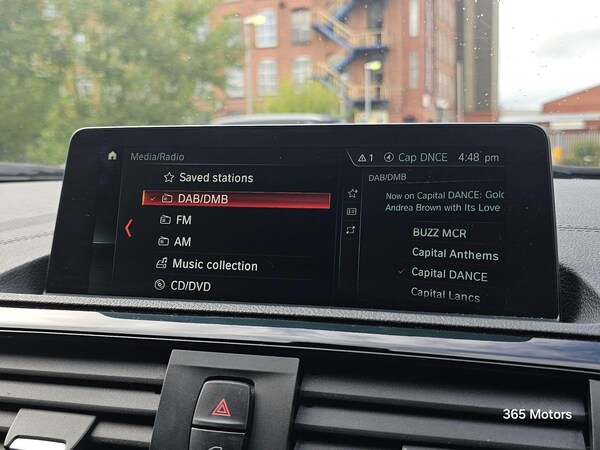 Media/Radio
1
Cap DNCE
4:48 pm
Saved stations
DAB/DMB
FM
AM
Music collection
CD/DVD
DAB/DMB
Now on Capital DANCE: Gold
Andrea Brown with Its Love
BUZZ MCR
Capital Anthems
Capital DANCE
Capital Lancs
365 Motors